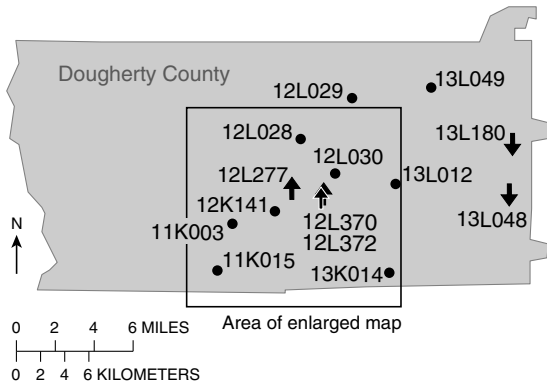 Dougherty County
12L029
13L049
12L028
13L180
12L030
12L277
13L012
12K141
12L370
13L048
11K003
12L372
11K015
13K014
N
Area of enlarged map
0 2 4 6 MILES
0 2 4 6 KILOMETERS